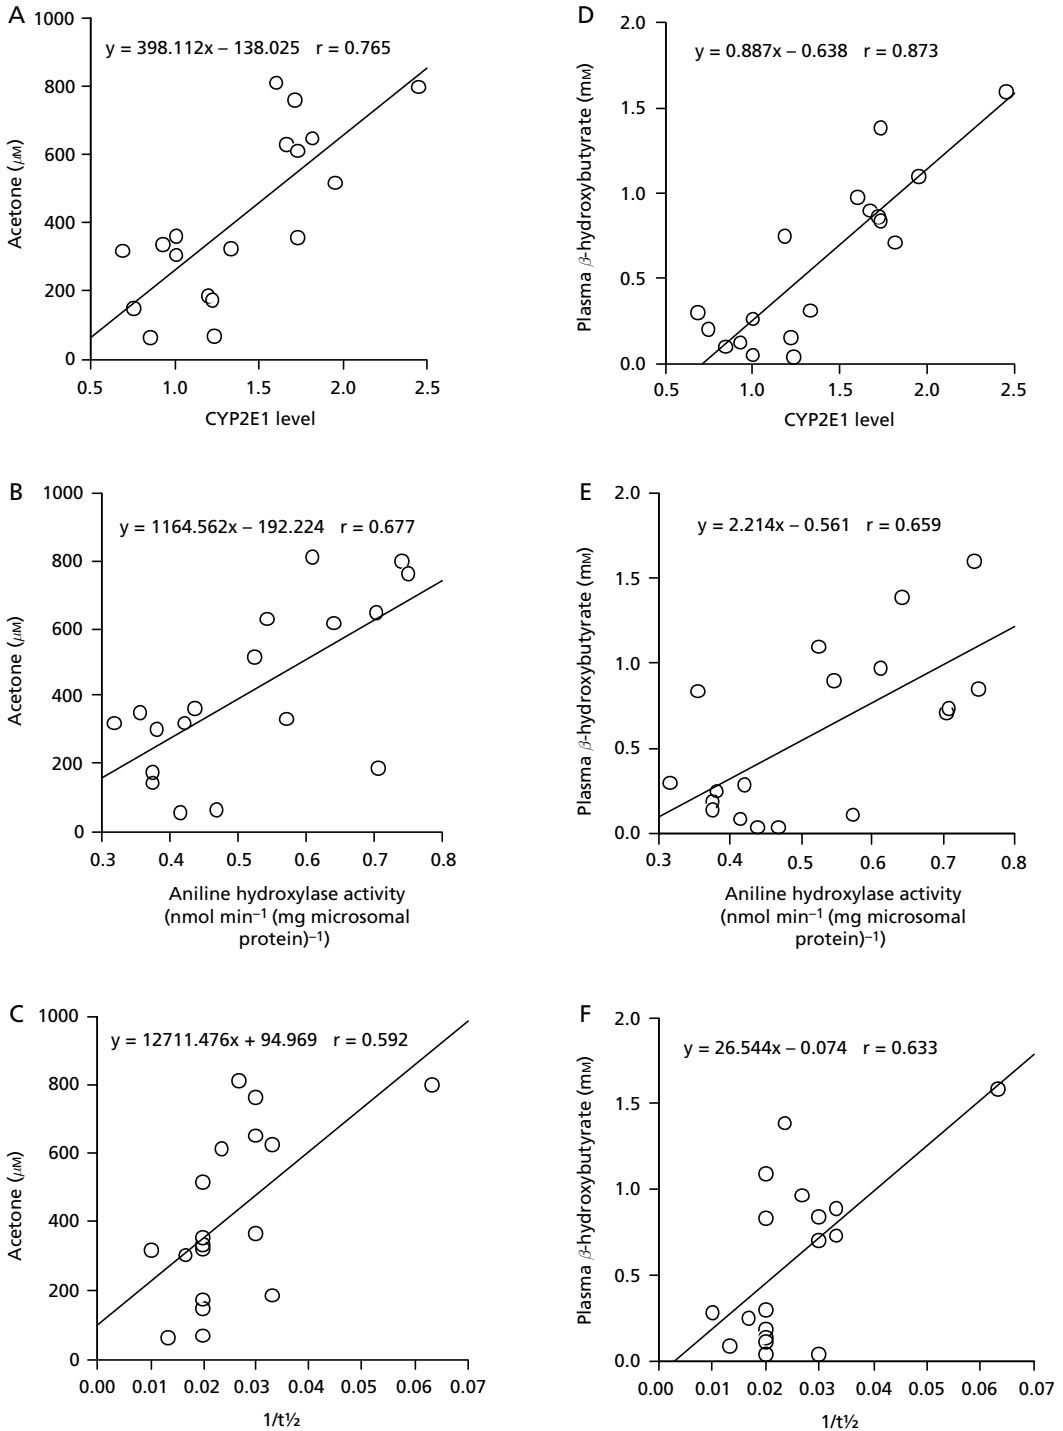 A
y = 398.112x – 138.025 r = 0.765
Acetone (μM)
1000
800
600
400
200
0
0.5 1.0 1.5 2.0 2.5
CYP2E1 level
D
y = 0.887x – 0.638 r = 0.873
Plasma β-hydroxybutyrate (mM)
2.0
1.5
1.0
0.5
0.0
0.5 1.0 1.5 2.0 2.5
CYP2E1 level
B
y = 1164.562x – 192.224 r = 0.677
Acetone (μM)
1000
800
600
400
200
0
0.3 0.4 0.5 0.6 0.7 0.8
Aniline hydroxylase activity
(nmol min⁻¹ (mg microsomal
protein)⁻¹)
E
y = 2.214x – 0.561 r = 0.659
Plasma β-hydroxybutyrate (mM)
2.0
1.5
1.0
0.5
0.0
0.3 0.4 0.5 0.6 0.7 0.8
Aniline hydroxylase activity
(nmol min⁻¹ (mg microsomal
protein)⁻¹)
C
y = 12711.476x + 94.969 r = 0.592
Acetone (μM)
1000
800
600
400
200
0
0.00 0.01 0.02 0.03 0.04 0.05 0.06 0.07
1/t½
F
y = 26.544x – 0.074 r = 0.633
Plasma β-hydroxybutyrate (mM)
2.0
1.5
1.0
0.5
0.0
0.00 0.01 0.02 0.03 0.04 0.05 0.06 0.07
1/t½